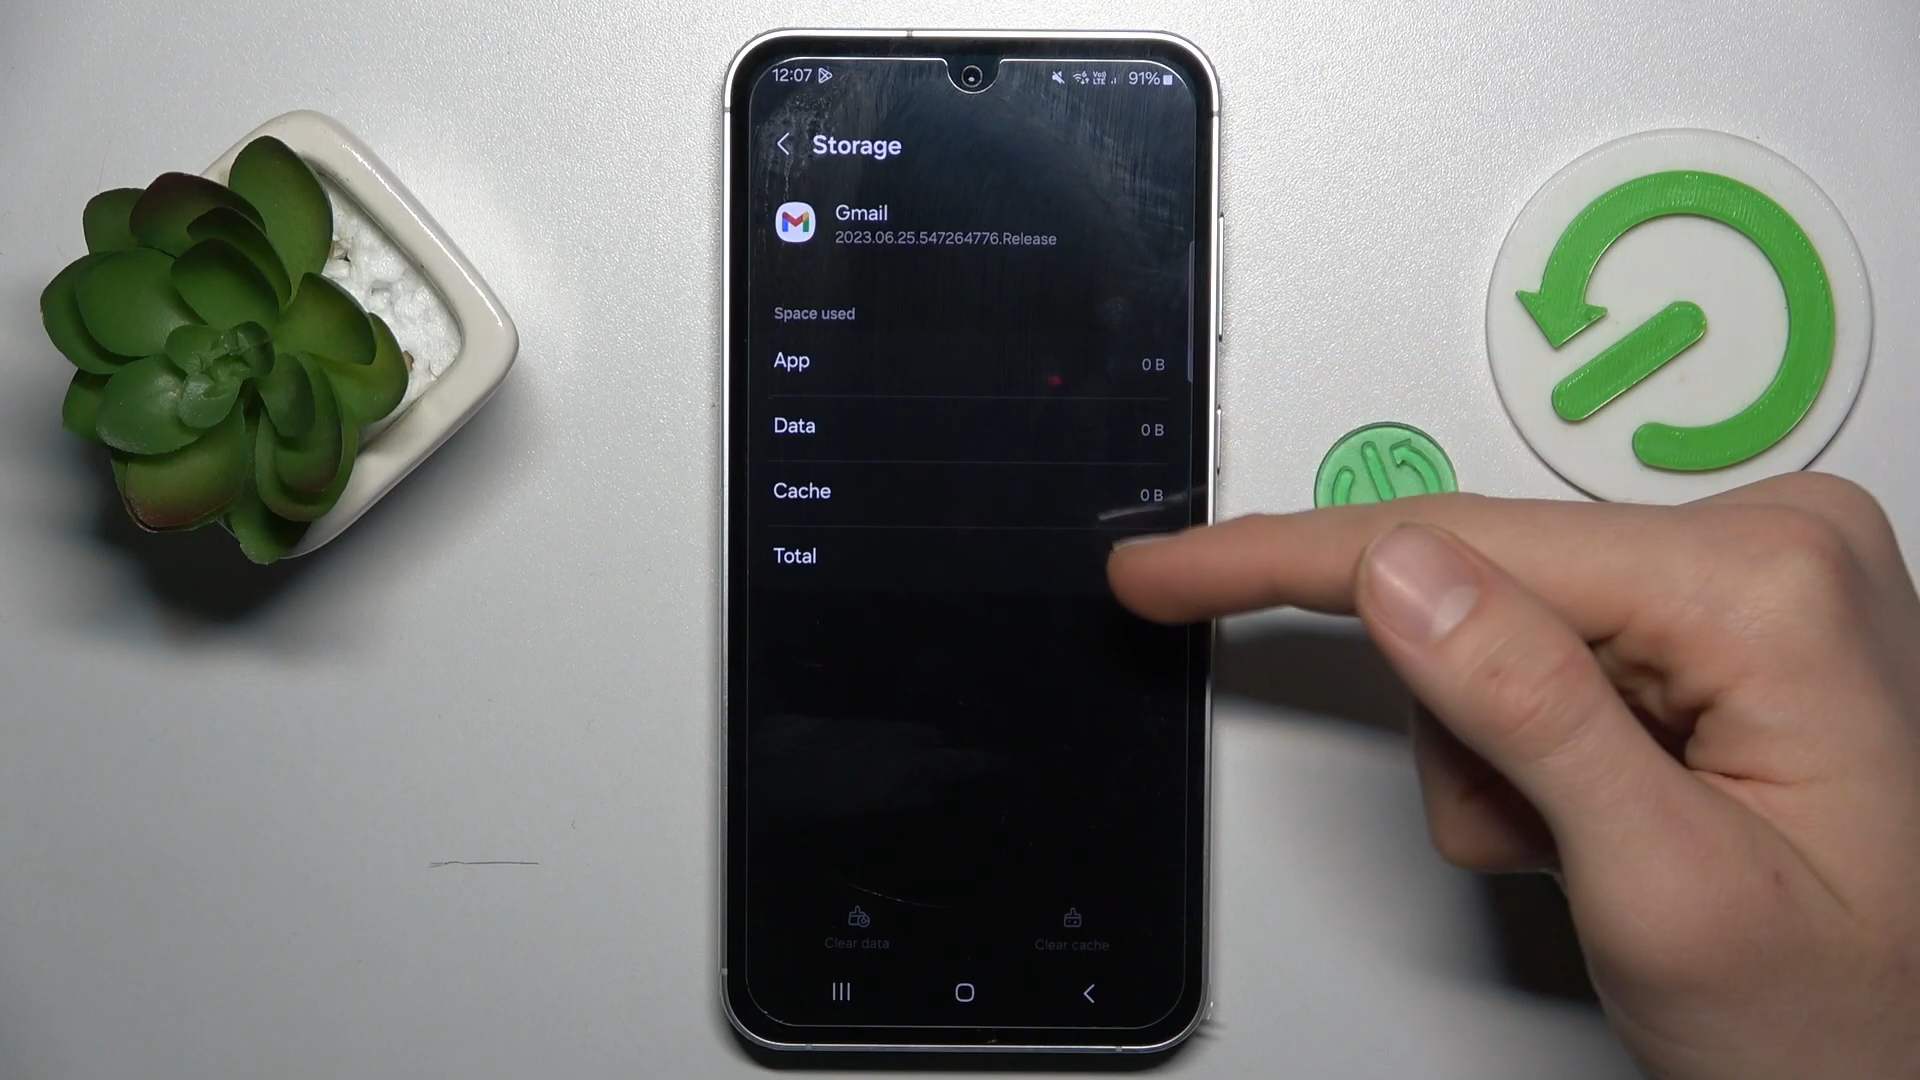 12:07
91%
Storage
Gmail
2023.06.25.547264776.Release
Space used
App 0 B
Data 0 B
Cache 0 B
Total
Clear data
Clear cache